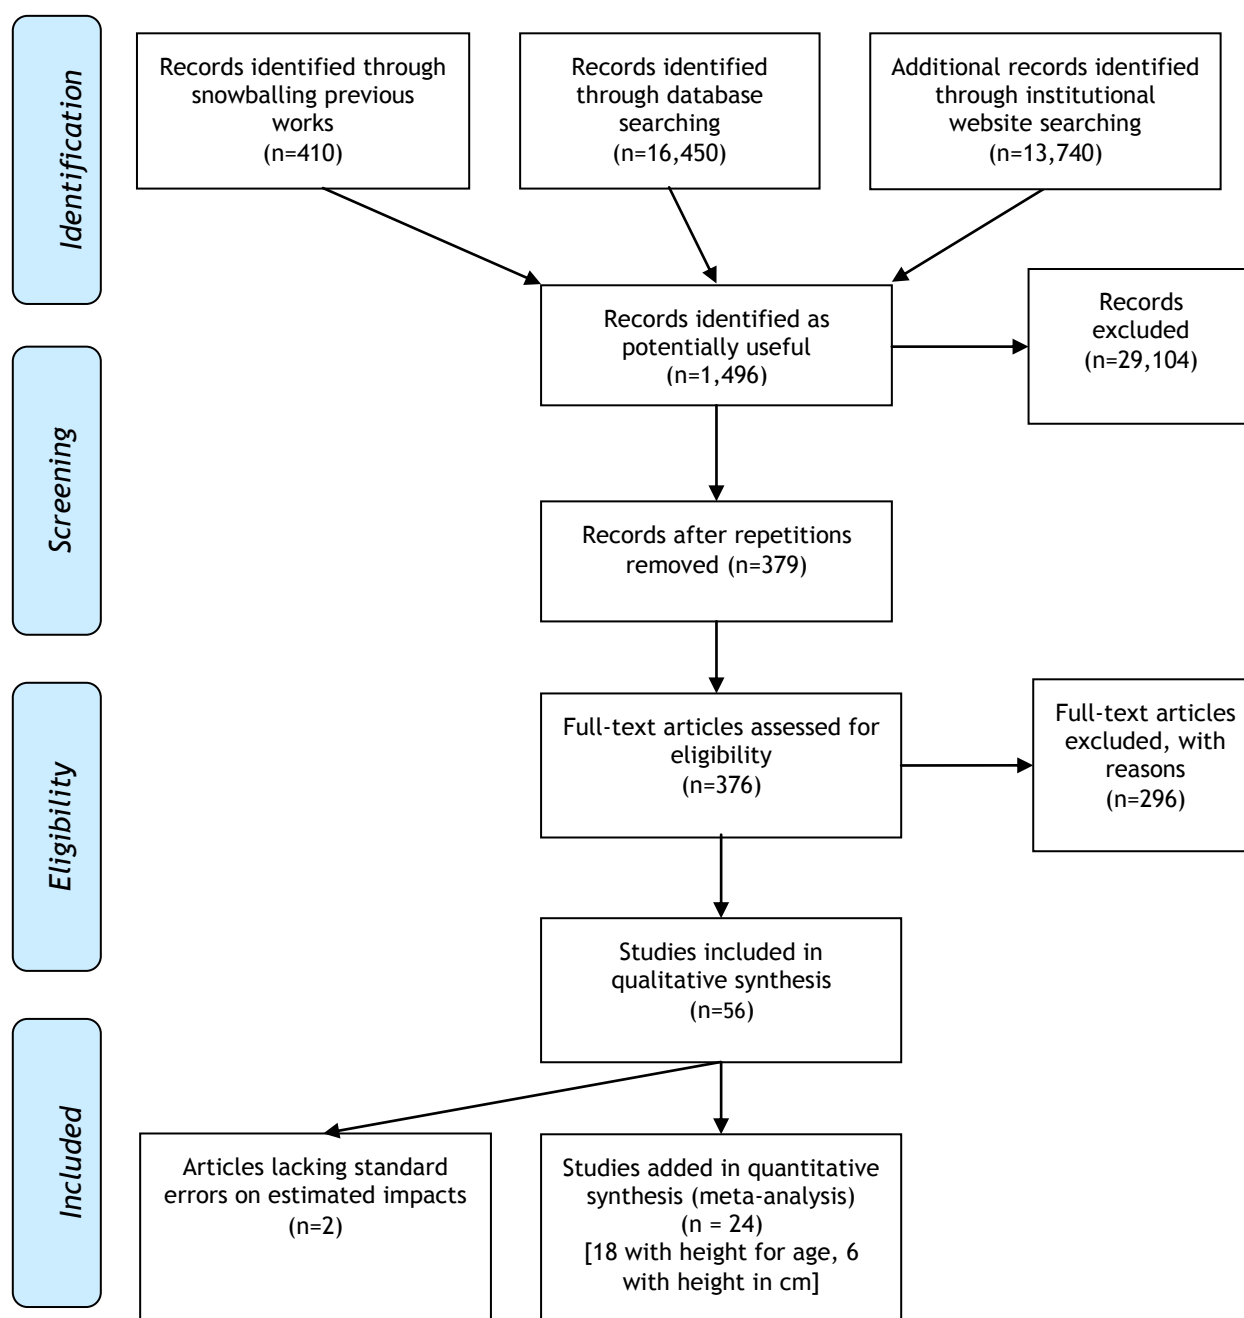 Identification
Records identified through
snowballing previous
works
(n=410)
Records identified
through database
searching
(n=16,450)
Additional records identified
through institutional
website searching
(n=13,740)
Records identified as
potentially useful
(n=1,496)
Records
excluded
(n=29,104)
Screening
Records after repetitions
removed (n=379)
Eligibility
Full-text articles assessed for
eligibility
(n=376)
Full-text articles
excluded, with
reasons
(n=296)
Studies included in
qualitative synthesis
(n=56)
Included
Articles lacking standard
errors on estimated impacts
(n=2)
Studies added in quantitative
synthesis (meta-analysis)
(n = 24)
[18 with height for age, 6
with height in cm]